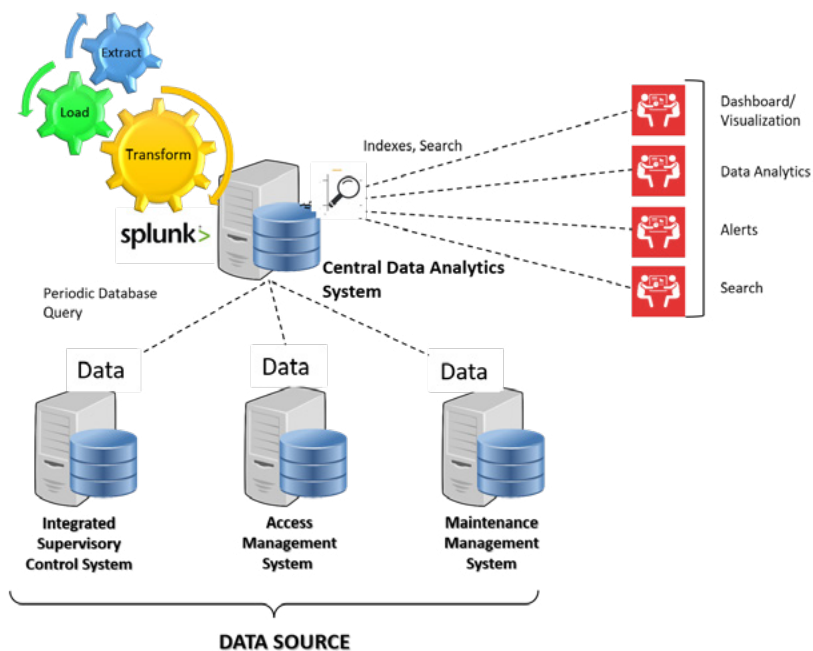 Extract
Load
Transform
splunk>
Indexes, Search
Dashboard/
Visualization
Data Analytics
Alerts
Search
Central Data Analytics
System
Periodic Database
Query
Data
Data
Data
Integrated
Supervisory
Control System
Access
Management
System
Maintenance
Management
System
DATA SOURCE